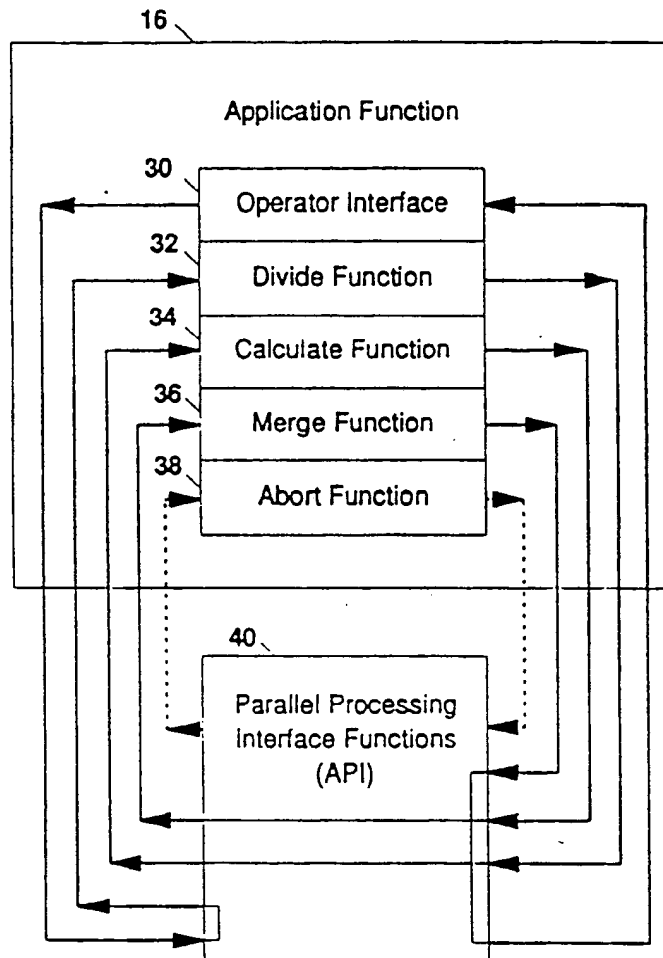 16
Application Function
30
Operator Interface
32
Divide Function
34
Calculate Function
36
Merge Function
38
Abort Function
40
Parallel Processing
Interface Functions
(API)